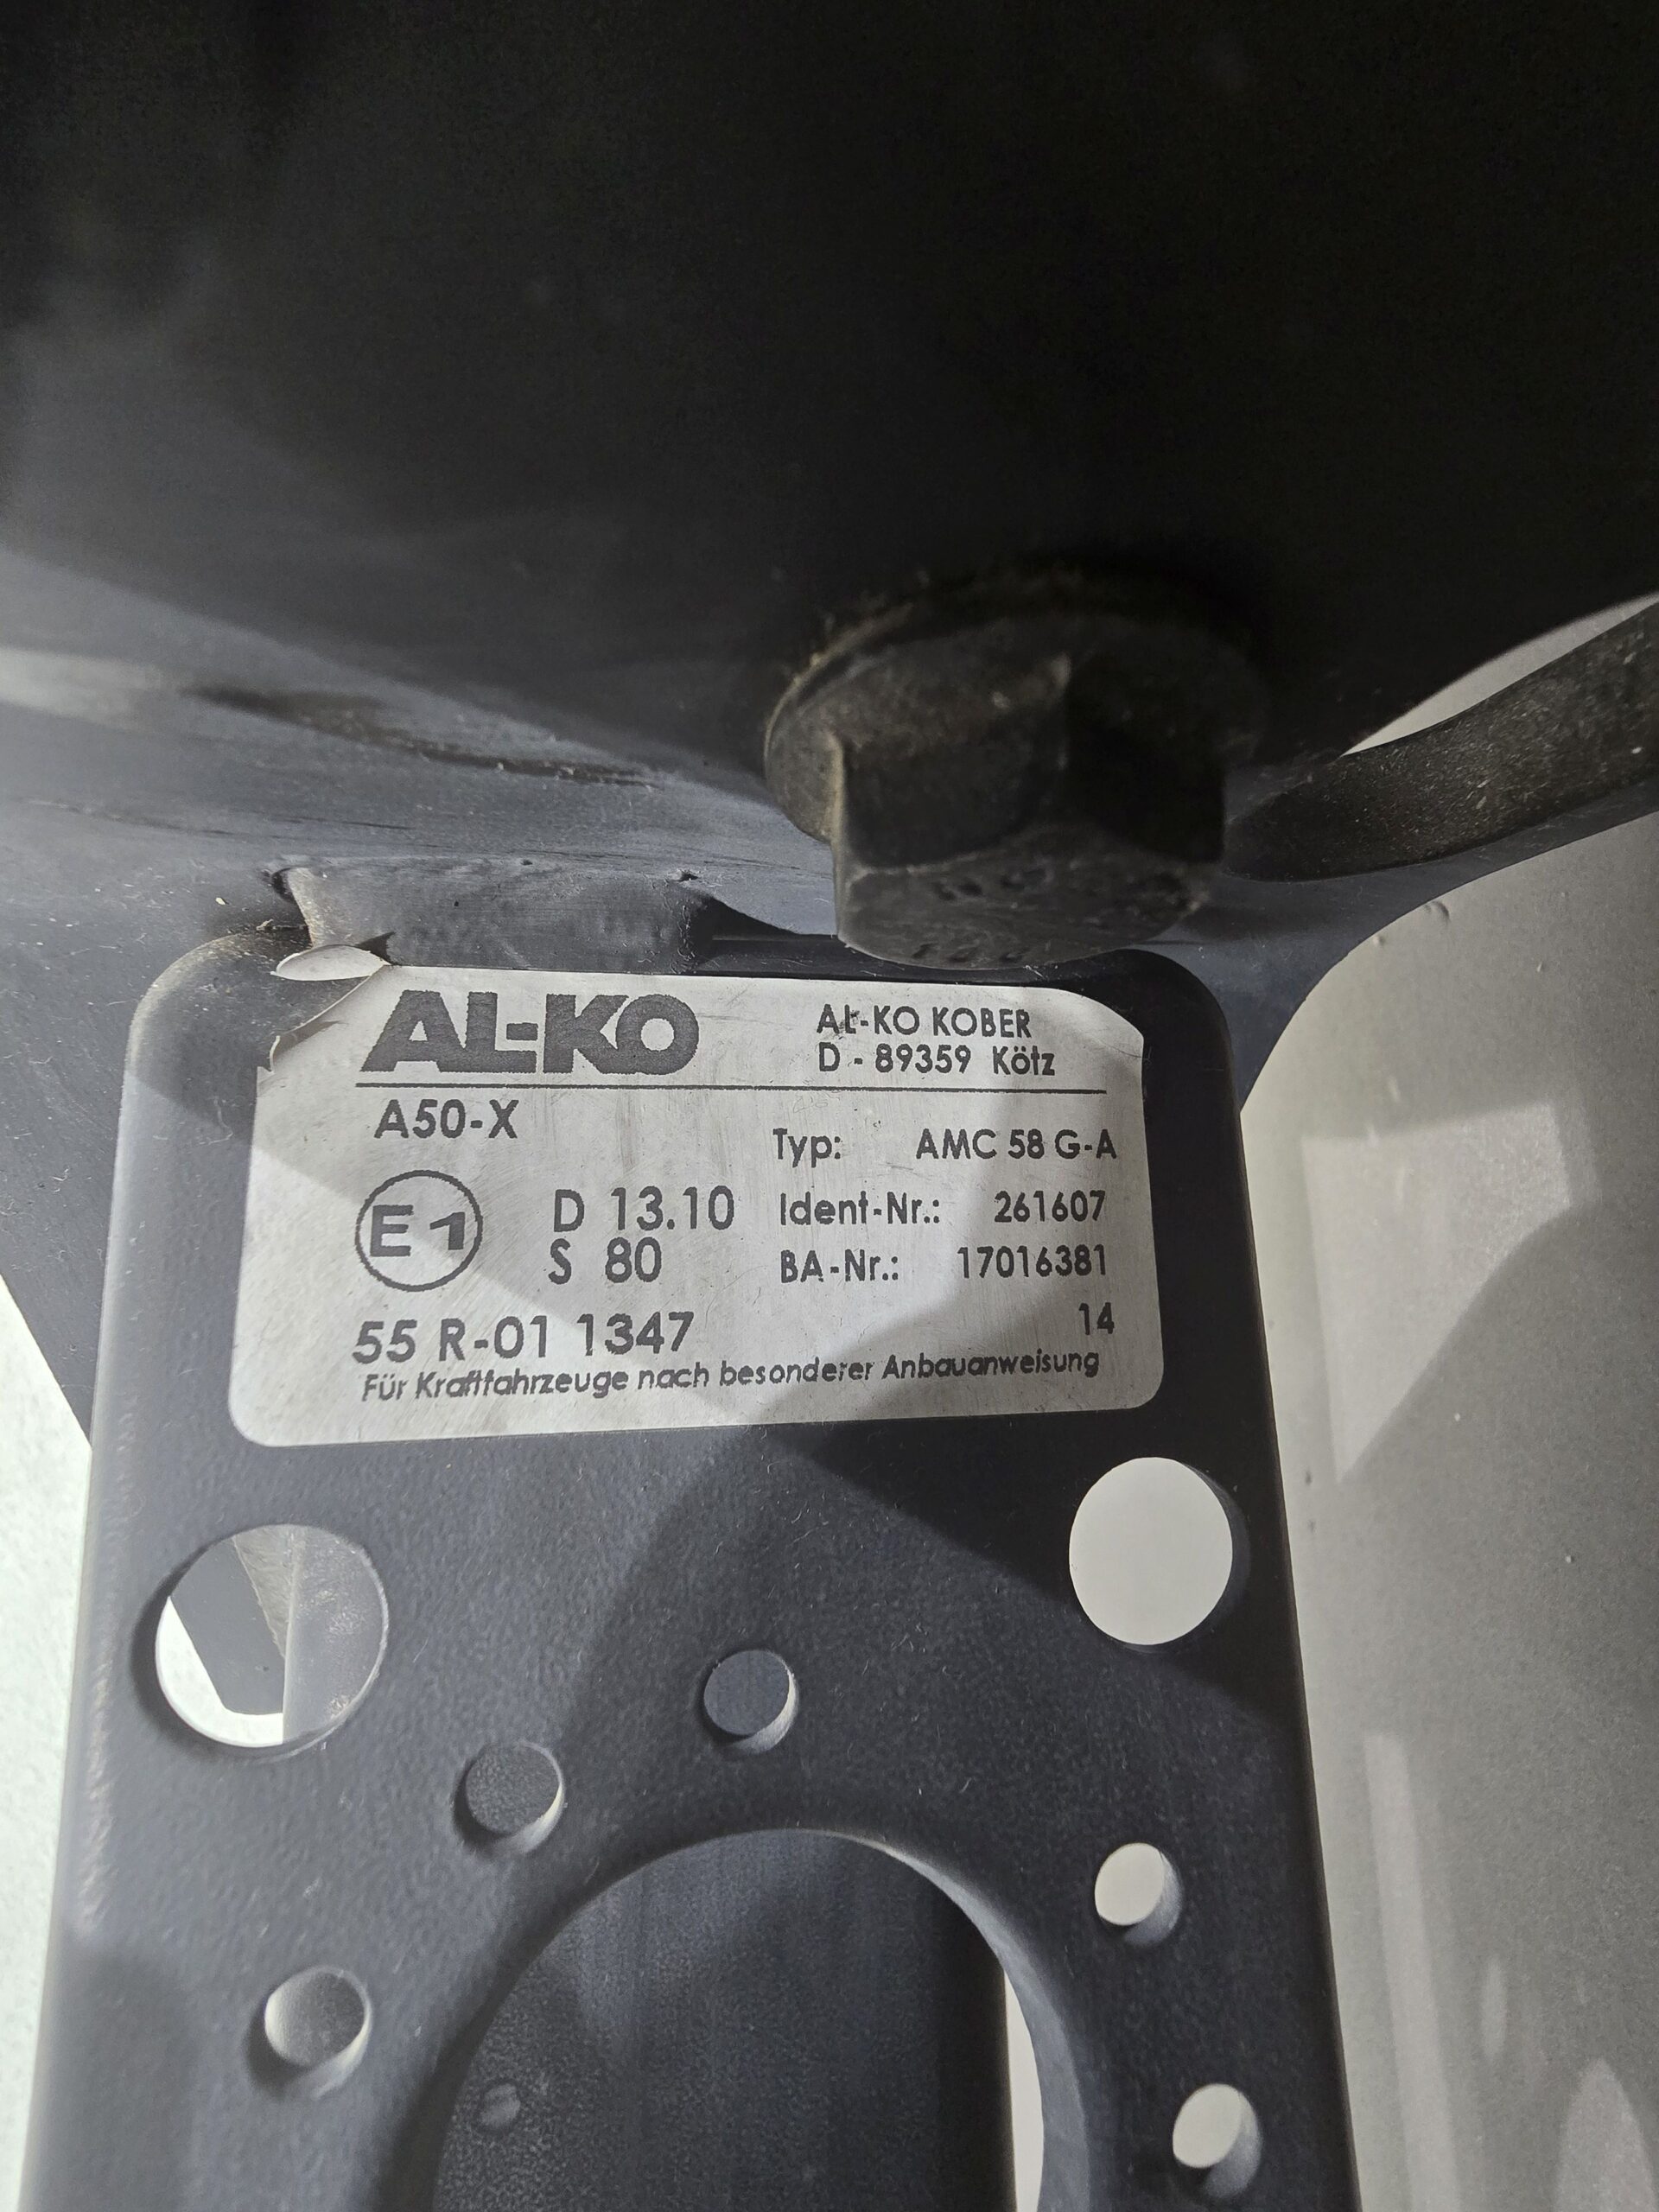 AL-KO
AL-KO KOBER
D - 89359 Kötz
A50-X
Typ: AMC 58 G-A
E1
D 13.10
S 80
Ident-Nr.: 261607
BA-Nr.: 17016381
55 R-01 1347
14
Für Kraftfahrzeuge nach besonderer Anbauanweisung